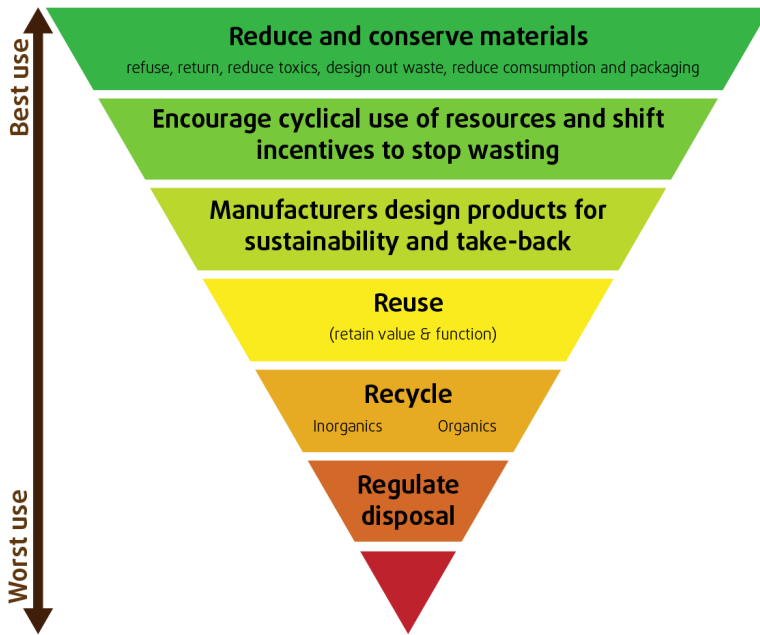 Best use
Reduce and conserve materials
refuse, return, reduce toxics, design out waste, reduce comsumption and packaging
Encourage cyclical use of resources and shift
incentives to stop wasting
Manufacturers design products for
sustainability and take-back
Reuse
(retain value & function)
Recycle
Inorganics Organics
Regulate
disposal
Worst use